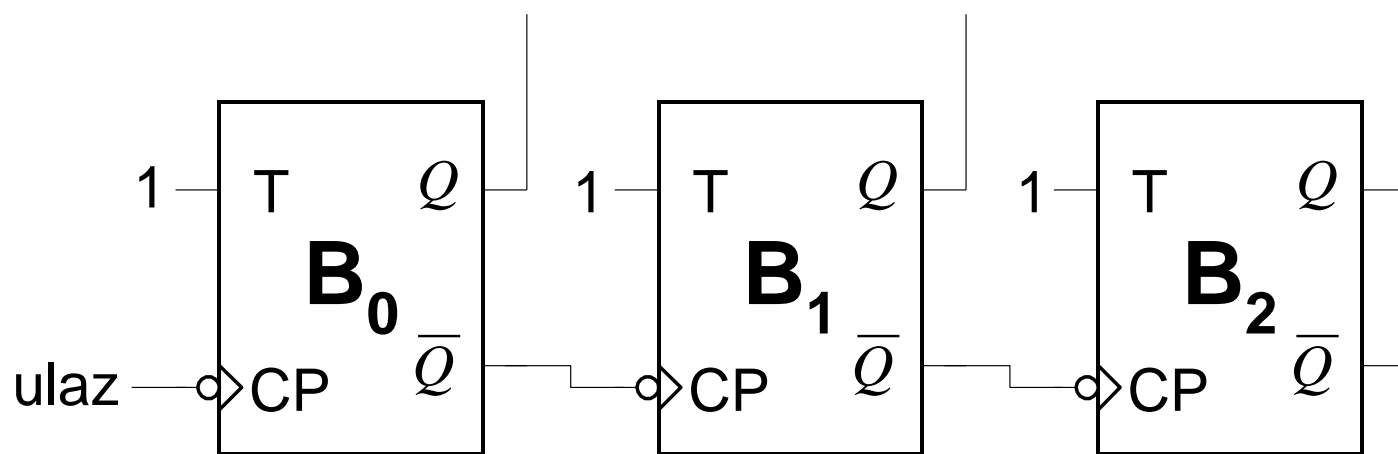 1 T Q 1 T Q 1 T Q
B0 B1 B2
Q̅ Q̅ Q̅
ulaz CP CP CP